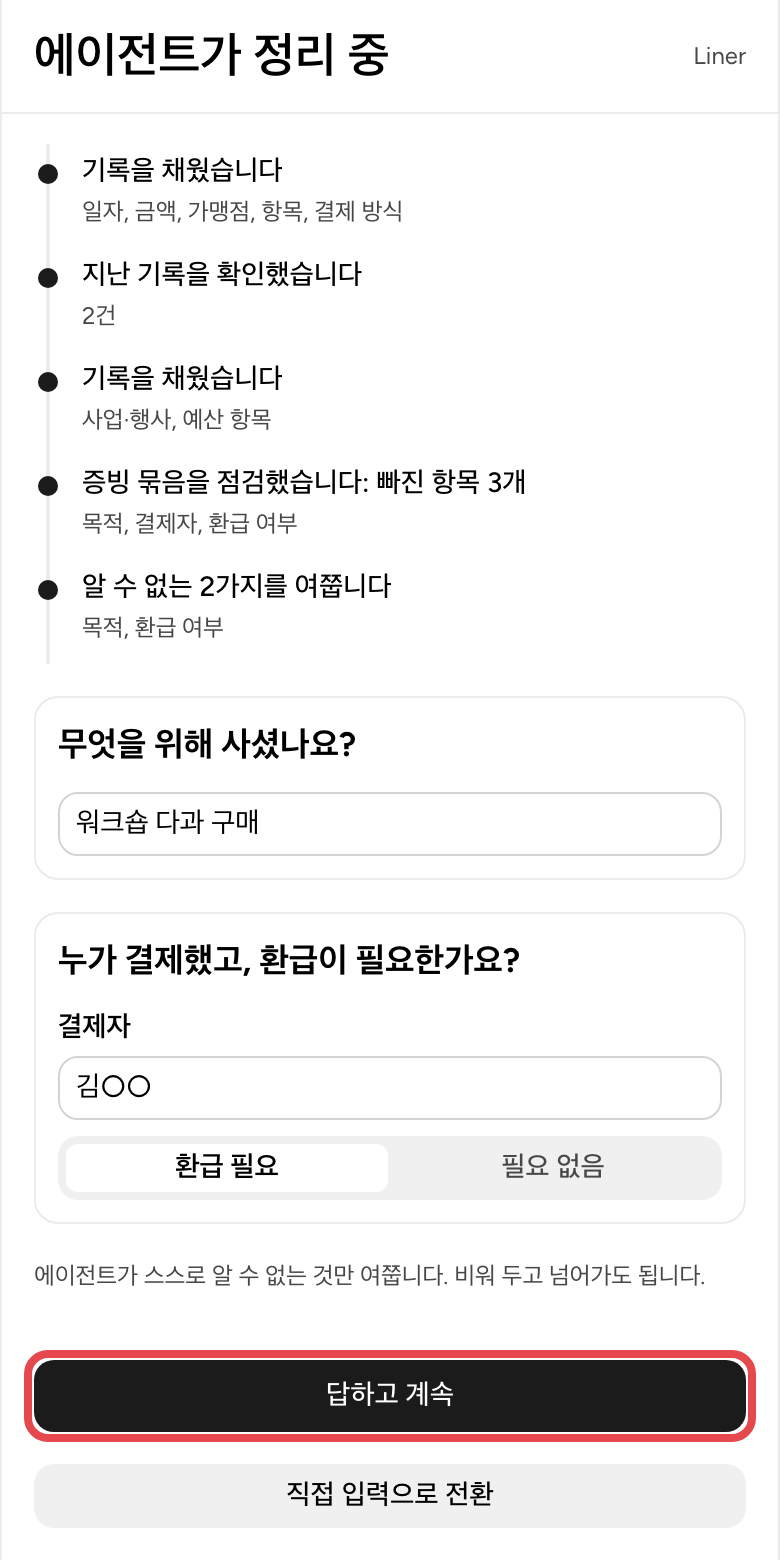 에이전트가 정리 중
Liner
기록을 채웠습니다
일자, 금액, 가맹점, 항목, 결제 방식
지난 기록을 확인했습니다
2건
기록을 채웠습니다
사업·행사, 예산 항목
증빙 묶음을 점검했습니다: 빠진 항목 3개
목적, 결제자, 환급 여부
알 수 없는 2가지를 여쭙니다
목적, 환급 여부
무엇을 위해 사셨나요?
워크숍 다과 구매
누가 결제했고, 환급이 필요한가요?
결제자
김○○
환급 필요
필요 없음
에이전트가 스스로 알 수 없는 것만 여쭙니다. 비워 두고 넘어가도 됩니다.
답하고 계속
직접 입력으로 전환